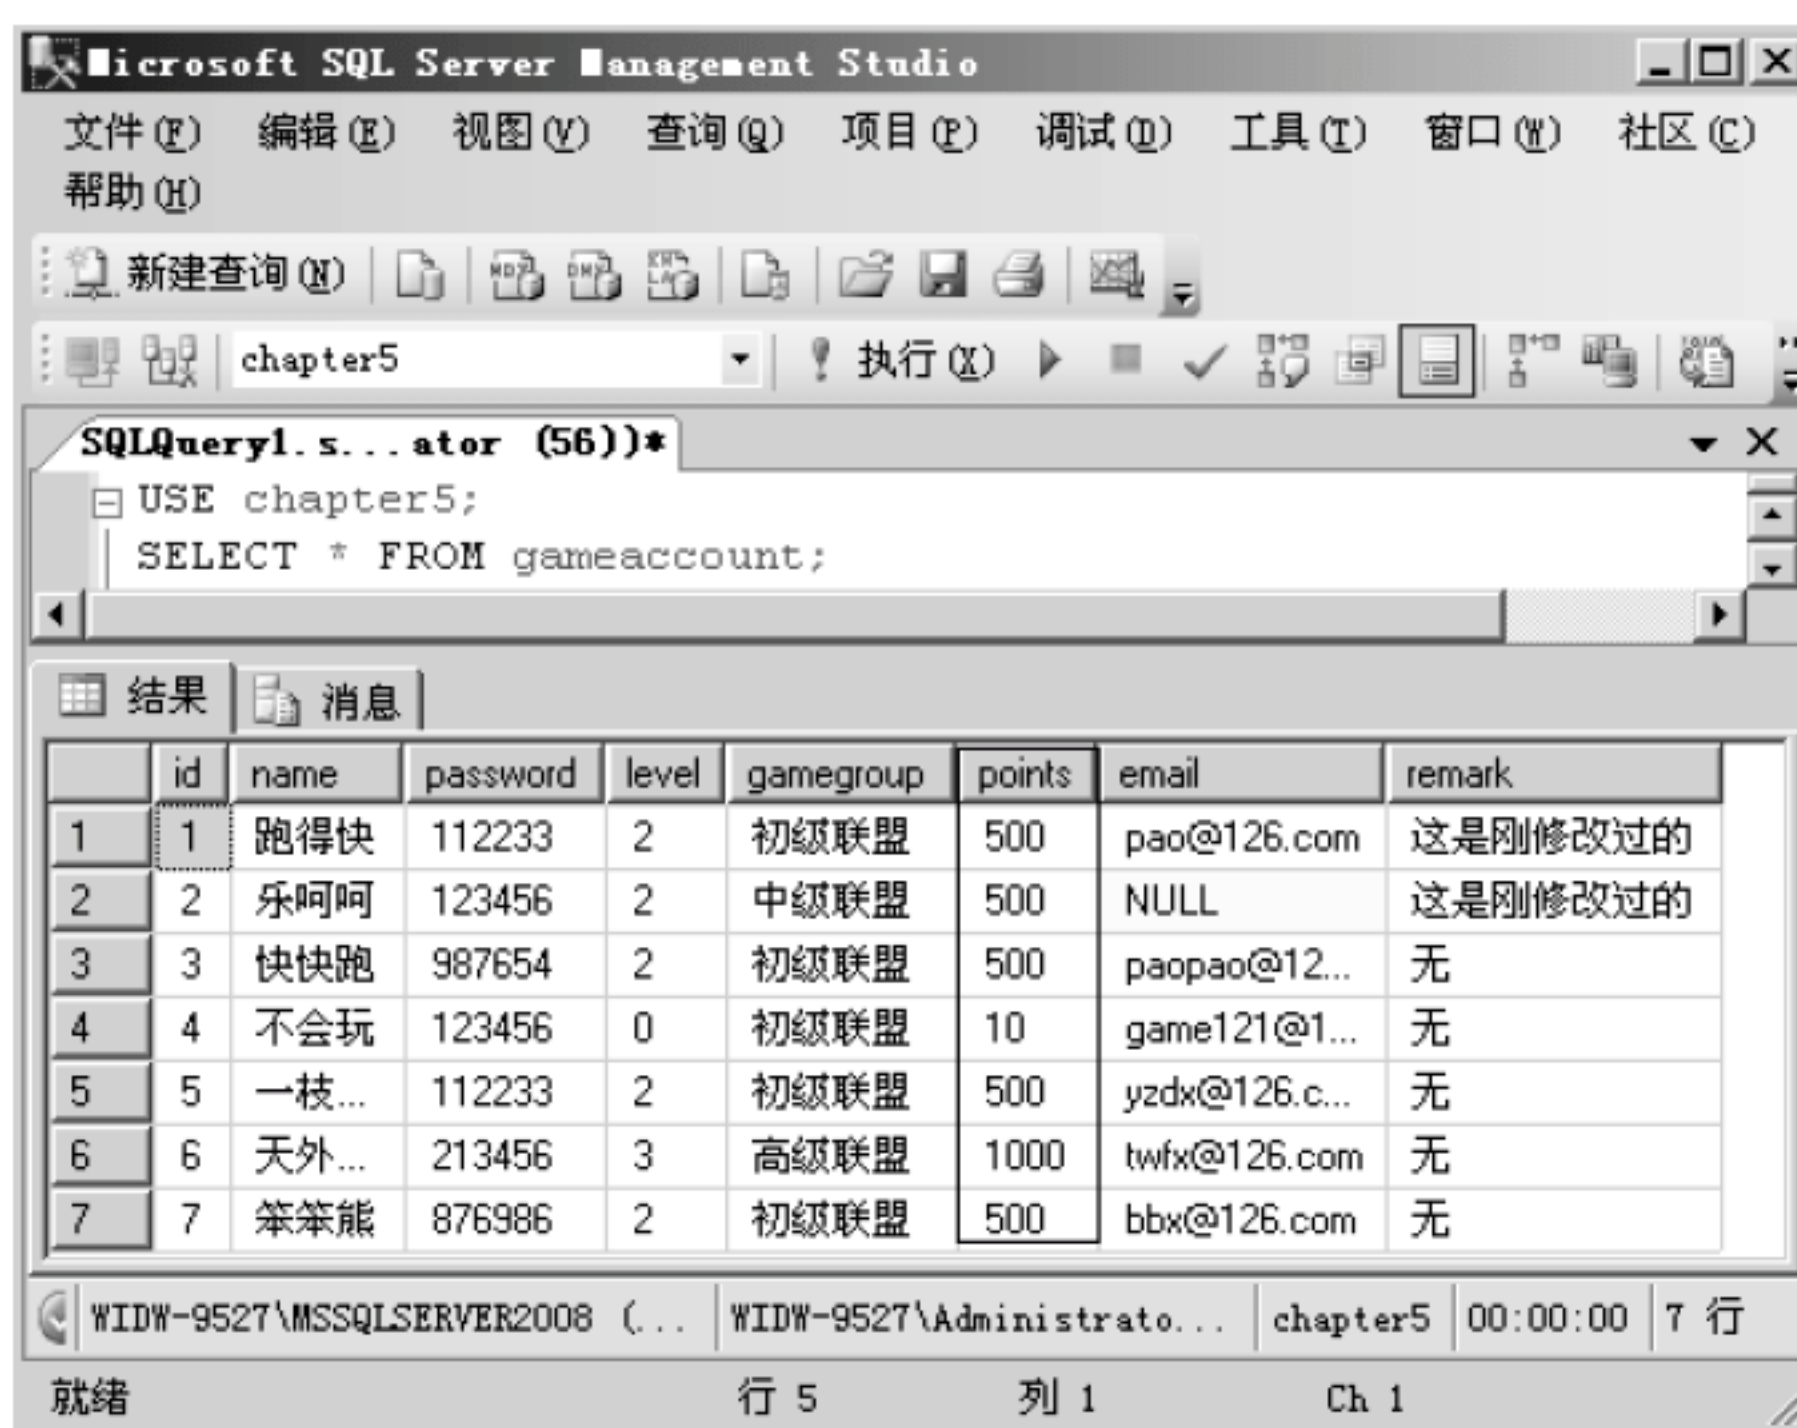 Microsoft SQL Server Management Studio
文件(F) 编辑(E) 视图(V) 查询(Q) 项目(P) 调试(D) 工具(T) 窗口(W) 社区(C)
帮助(H)
新建查询(N)
chapter5 执行(X)
SQLQuery1.s...ator (56))*
USE chapter5;
SELECT * FROM gameaccount;
结果 消息
id name password level gamegroup points email remark
1 1 跑得快 112233 2 初级联盟 500 pao@126.com 这是刚修改过的
2 2 乐呵呵 123456 2 中级联盟 500 NULL 这是刚修改过的
3 3 快快跑 987654 2 初级联盟 500 paopao@12... 无
4 4 不会玩 123456 0 初级联盟 10 game121@1... 无
5 5 一枝... 112233 2 初级联盟 500 yzdx@126.c... 无
6 6 天外... 213456 3 高级联盟 1000 twfx@126.com 无
7 7 笨笨熊 876986 2 初级联盟 500 bbx@126.com 无
WIDW-9527\MSSQLSERVER2008 (... WIDW-9527\Administrato... chapter5 00:00:00 7 行
就绪 行 5 列 1 Ch 1